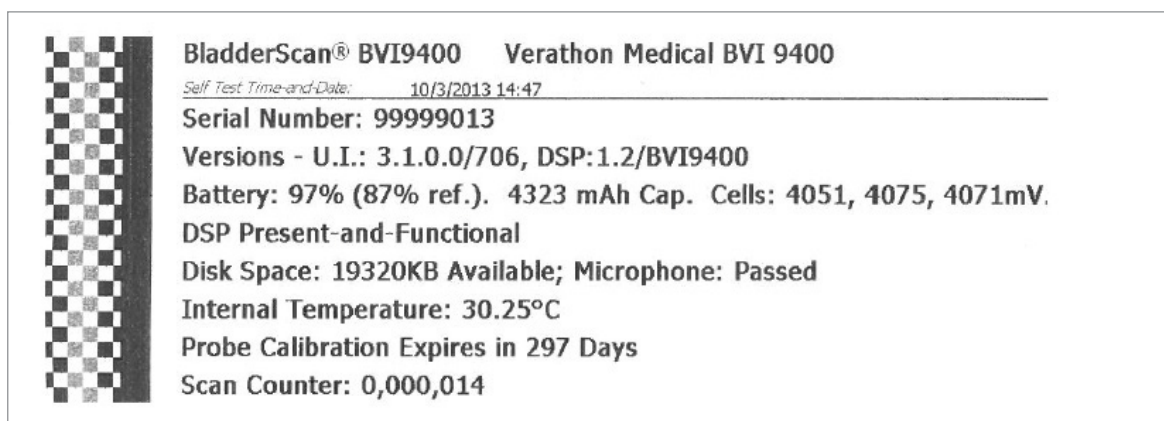 BladderScan® BVI9400 Verathon Medical BVI 9400
Self Test Time-and-Date: 10/3/2013 14:47
Serial Number: 99999013
Versions - U.I.: 3.1.0.0/706, DSP:1.2/BVI9400
Battery: 97% (87% ref.). 4323 mAh Cap. Cells: 4051, 4075, 4071mV.
DSP Present-and-Functional
Disk Space: 19320KB Available; Microphone: Passed
Internal Temperature: 30.25°C
Probe Calibration Expires in 297 Days
Scan Counter: 0,000,014